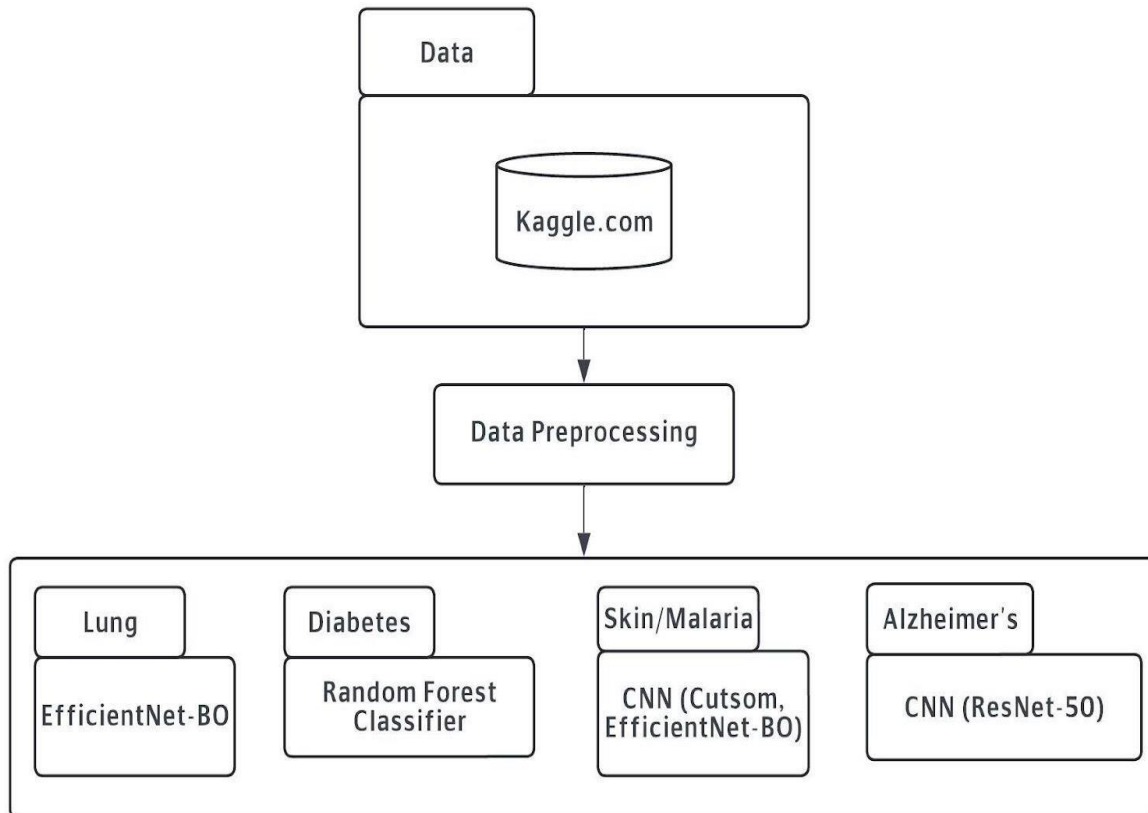 Data
Kaggle.com
Data Preprocessing
Lung
EfficientNet-BO
Diabetes
Random Forest
Classifier
Skin/Malaria
CNN (Cutsom,
EfficientNet-BO)
Alzheimer's
CNN (ResNet-50)